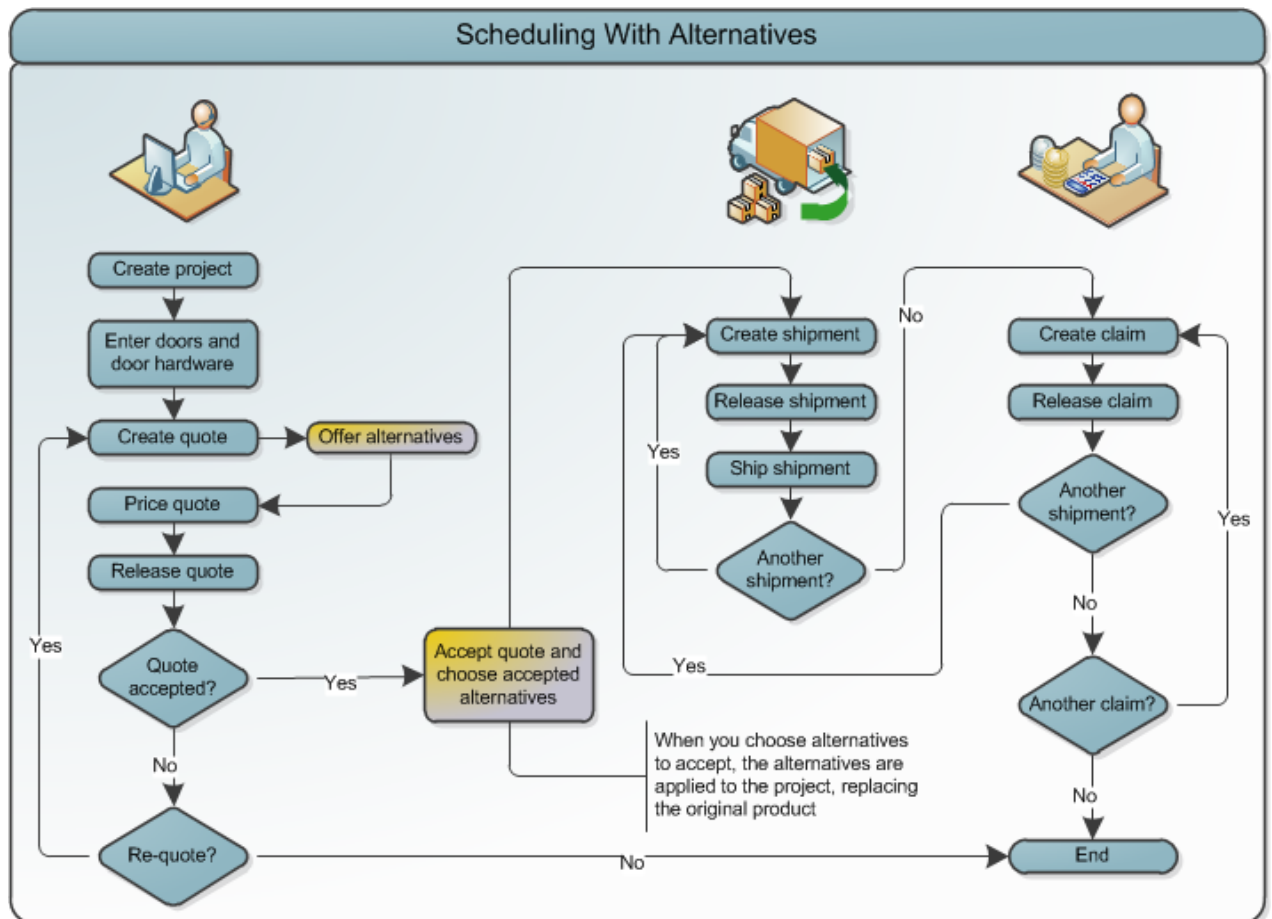 Scheduling With Alternatives
Create project
Enter doors and
door hardware
Create quote
Offer alternatives
Price quote
Release quote
Quote
accepted?
Yes
No
Re-quote?
Yes
No
Accept quote and
choose accepted
alternatives
When you choose alternatives
to accept, the alternatives are
applied to the project, replacing
the original product
Create shipment
Release shipment
Ship shipment
Another
shipment?
Yes
No
Create claim
Release claim
Another
shipment?
Yes
No
Another claim?
Yes
No
End